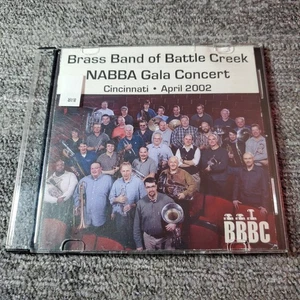 Brass Band of Battle Creek
NABBA Gala Concert
Cincinnati • April 2002
BBBC